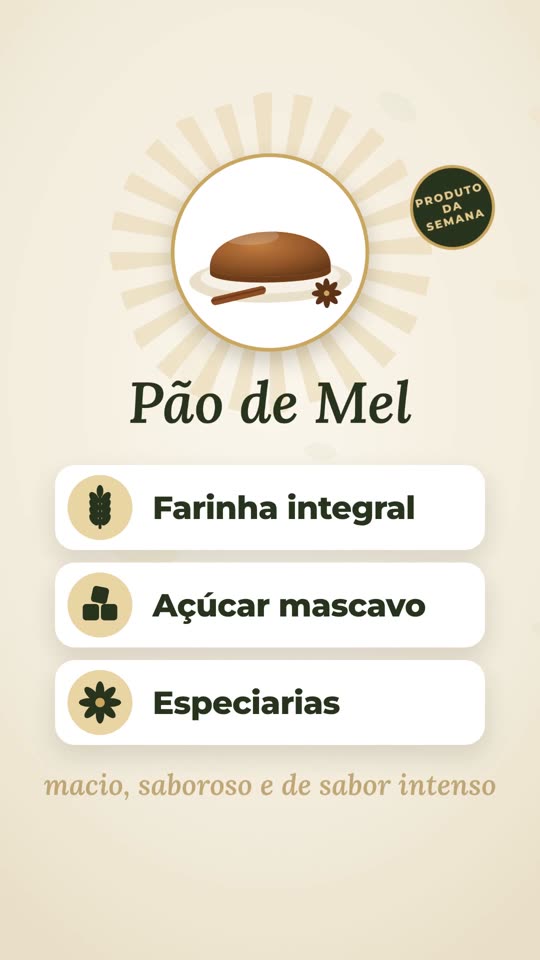 PRODUTO
DA
SEMANA
Pão de Mel
Farinha integral
Açúcar mascavo
Especiarias
macio, saboroso e de sabor intenso